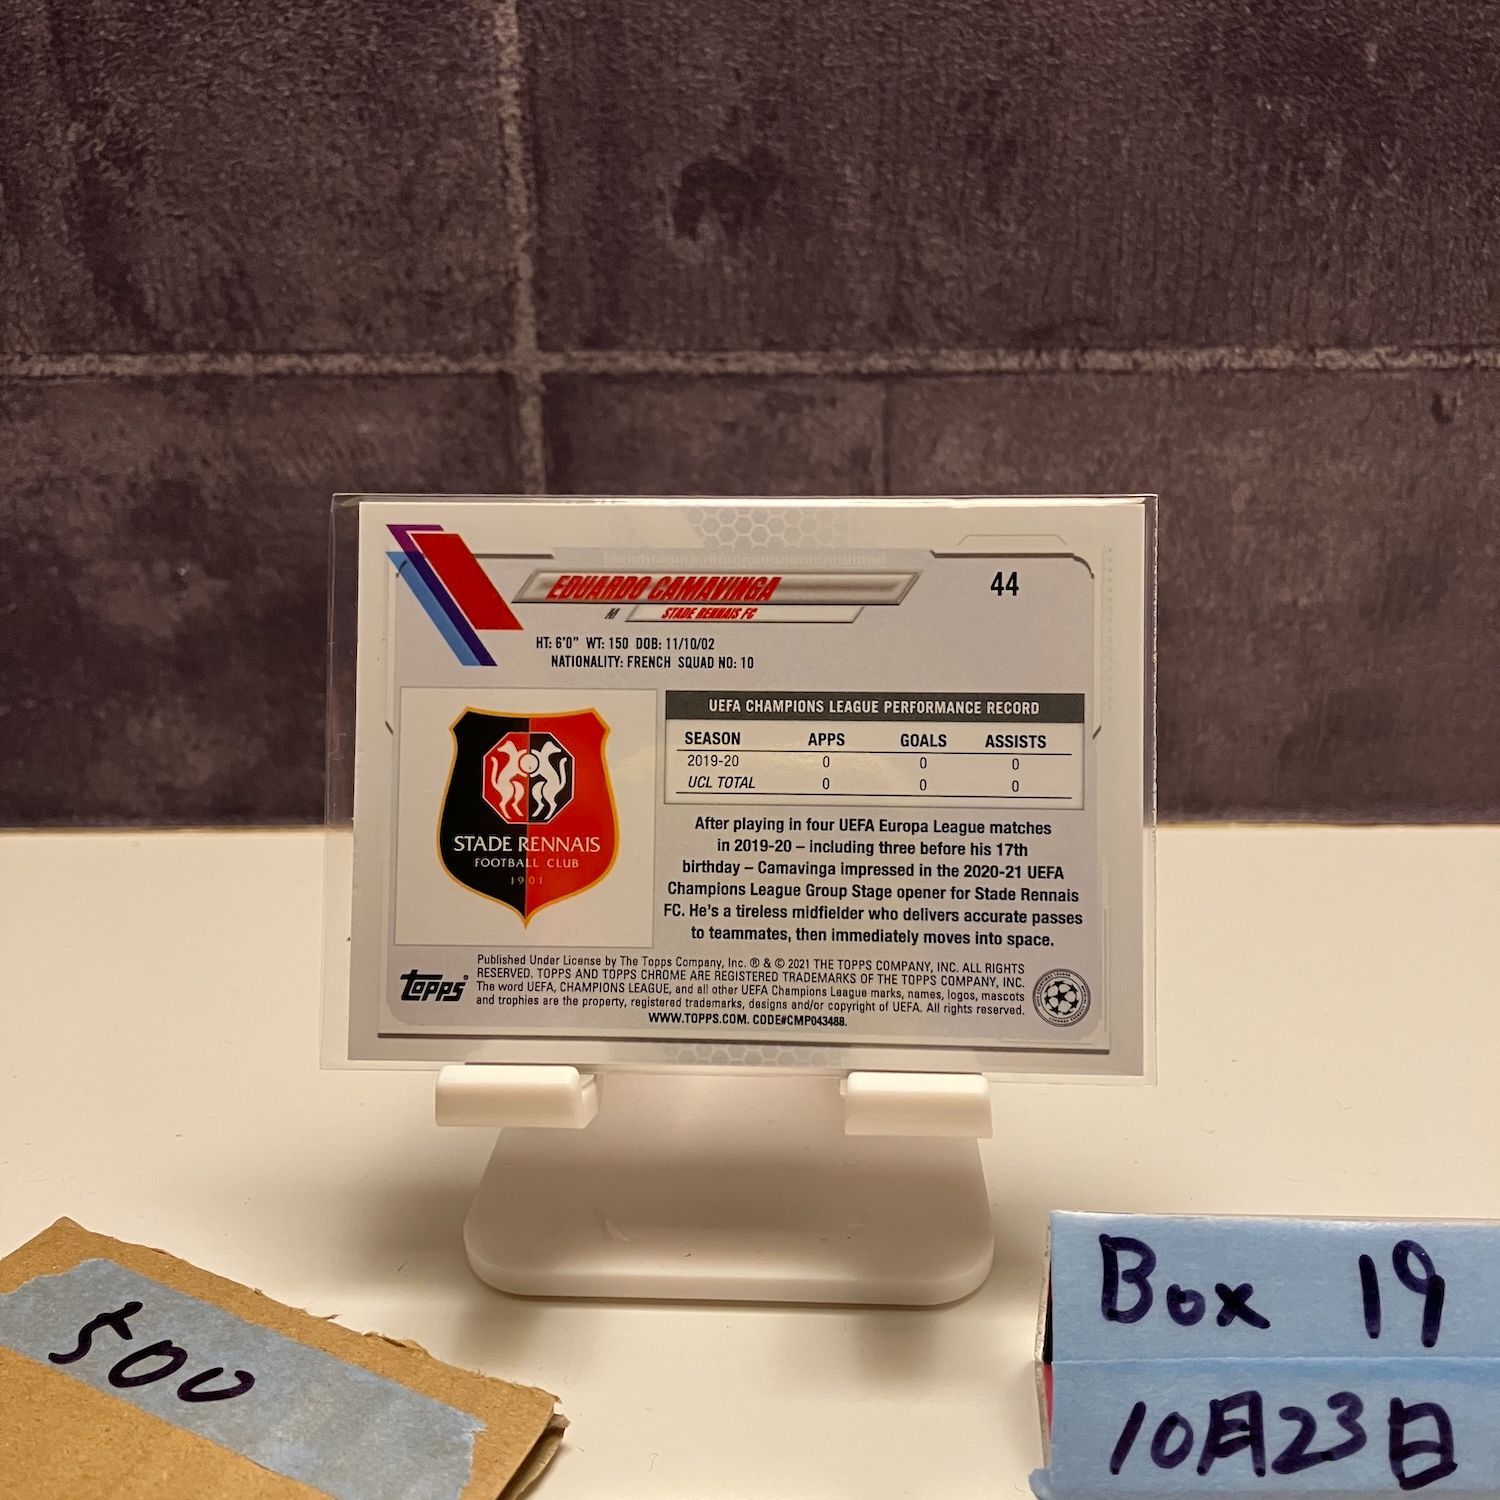 EDUARDO CAMAVINGA
44
M STADE RENNAIS FC
HT: 6'0" WT: 150 DOB: 11/10/02
NATIONALITY: FRENCH SQUAD NO: 10
STADE RENNAIS
FOOTBALL CLUB
1901
UEFA CHAMPIONS LEAGUE PERFORMANCE RECORD
SEASON APPS GOALS ASSISTS
2019-20 0 0 0
UCL TOTAL 0 0 0
After playing in four UEFA Europa League matches
in 2019-20 – including three before his 17th
birthday – Camavinga impressed in the 2020-21 UEFA
Champions League Group Stage opener for Stade Rennais
FC. He's a tireless midfielder who delivers accurate passes
to teammates, then immediately moves into space.
topps®
Published Under License by The Topps Company, Inc. ® & © 2021 THE TOPPS COMPANY, INC. ALL RIGHTS
RESERVED. TOPPS AND TOPPS CHROME ARE REGISTERED TRADEMARKS OF THE TOPPS COMPANY, INC.
The word UEFA, CHAMPIONS LEAGUE, and all other UEFA Champions League marks, names, logos, mascots
and trophies are the property, registered trademarks, designs and/or copyright of UEFA. All rights reserved.
WWW.TOPPS.COM. CODE#CMP043488.
500
Box 19
10月23日